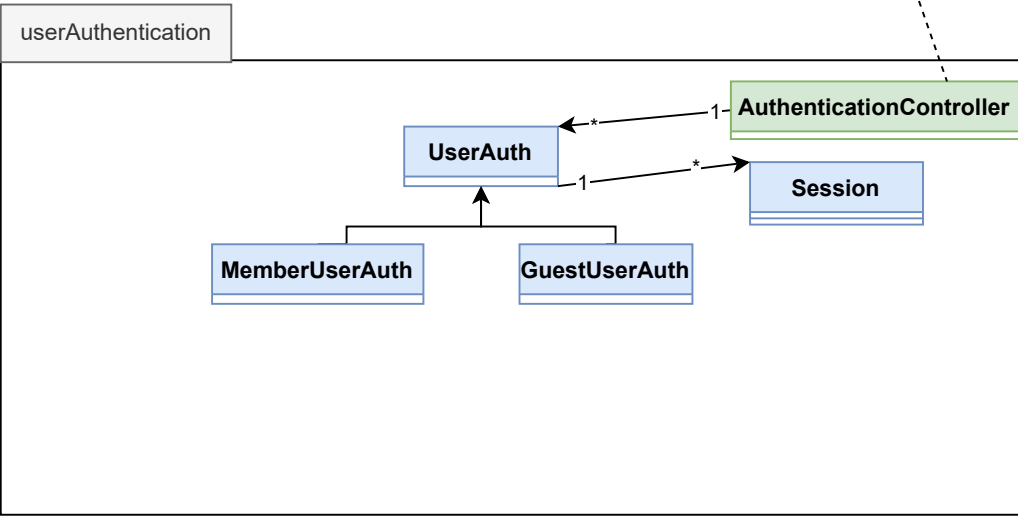 userAuthentication
AuthenticationController
1
*
UserAuth
1
*
Session
MemberUserAuth
GuestUserAuth